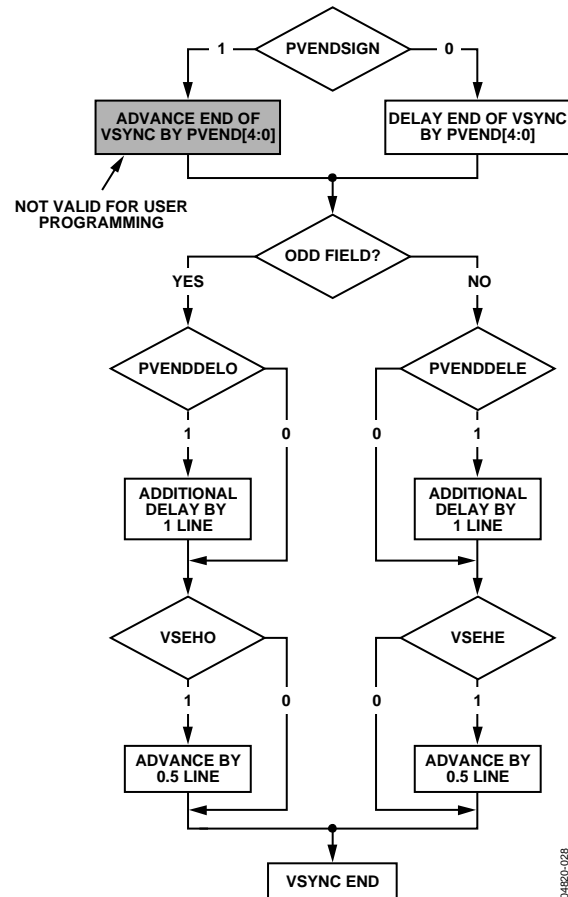 PVENDSIGN
1
0
ADVANCE END OF
VSYNC BY PVEND[4:0]
DELAY END OF VSYNC
BY PVEND[4:0]
NOT VALID FOR USER
PROGRAMMING
ODD FIELD?
YES
NO
PVENDDELO
PVENDDELE
1
0
0
1
ADDITIONAL
DELAY BY
1 LINE
ADDITIONAL
DELAY BY
1 LINE
VSEHO
VSEHE
1
0
0
1
ADVANCE BY
0.5 LINE
ADVANCE BY
0.5 LINE
VSYNC END
04820-028